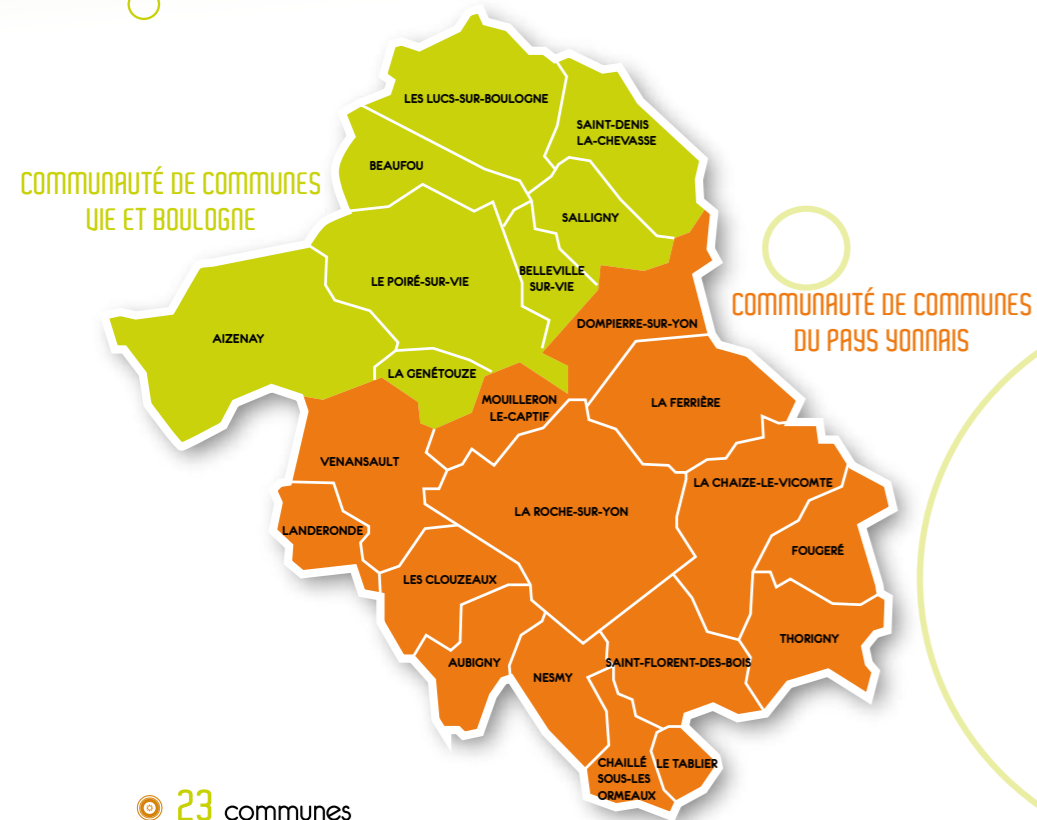 LES LUCS-SUR-BOULOGNE
SAINT-DENIS
LA-CHEVASSE
BEAUFOU
COMMUNAUTÉ DE COMMUNES
VIE ET BOULOGNE
SALLIGNY
BELLEVILLE
SUR-VIE
LE POIRÉ-SUR-VIE
COMMUNAUTÉ DE COMMUNES
DU PAYS YONNAIS
DOMPIERRE-SUR-YON
AIZENAY
LA GENÉTOUZE
MOUILLERON
LE-CAPTIF
LA FERRIÈRE
VENANSAULT
LA CHAIZE-LE-VICOMTE
LA ROCHE-SUR-YON
LANDERONDE
FOUGERÉ
LES CLOUZEAUX
THORIGNY
AUBIGNY
SAINT-FLORENT-DES-BOIS
NESMY
CHAILLÉ
SOUS-LES
ORMEAUX
LE TABLIER
23 communes